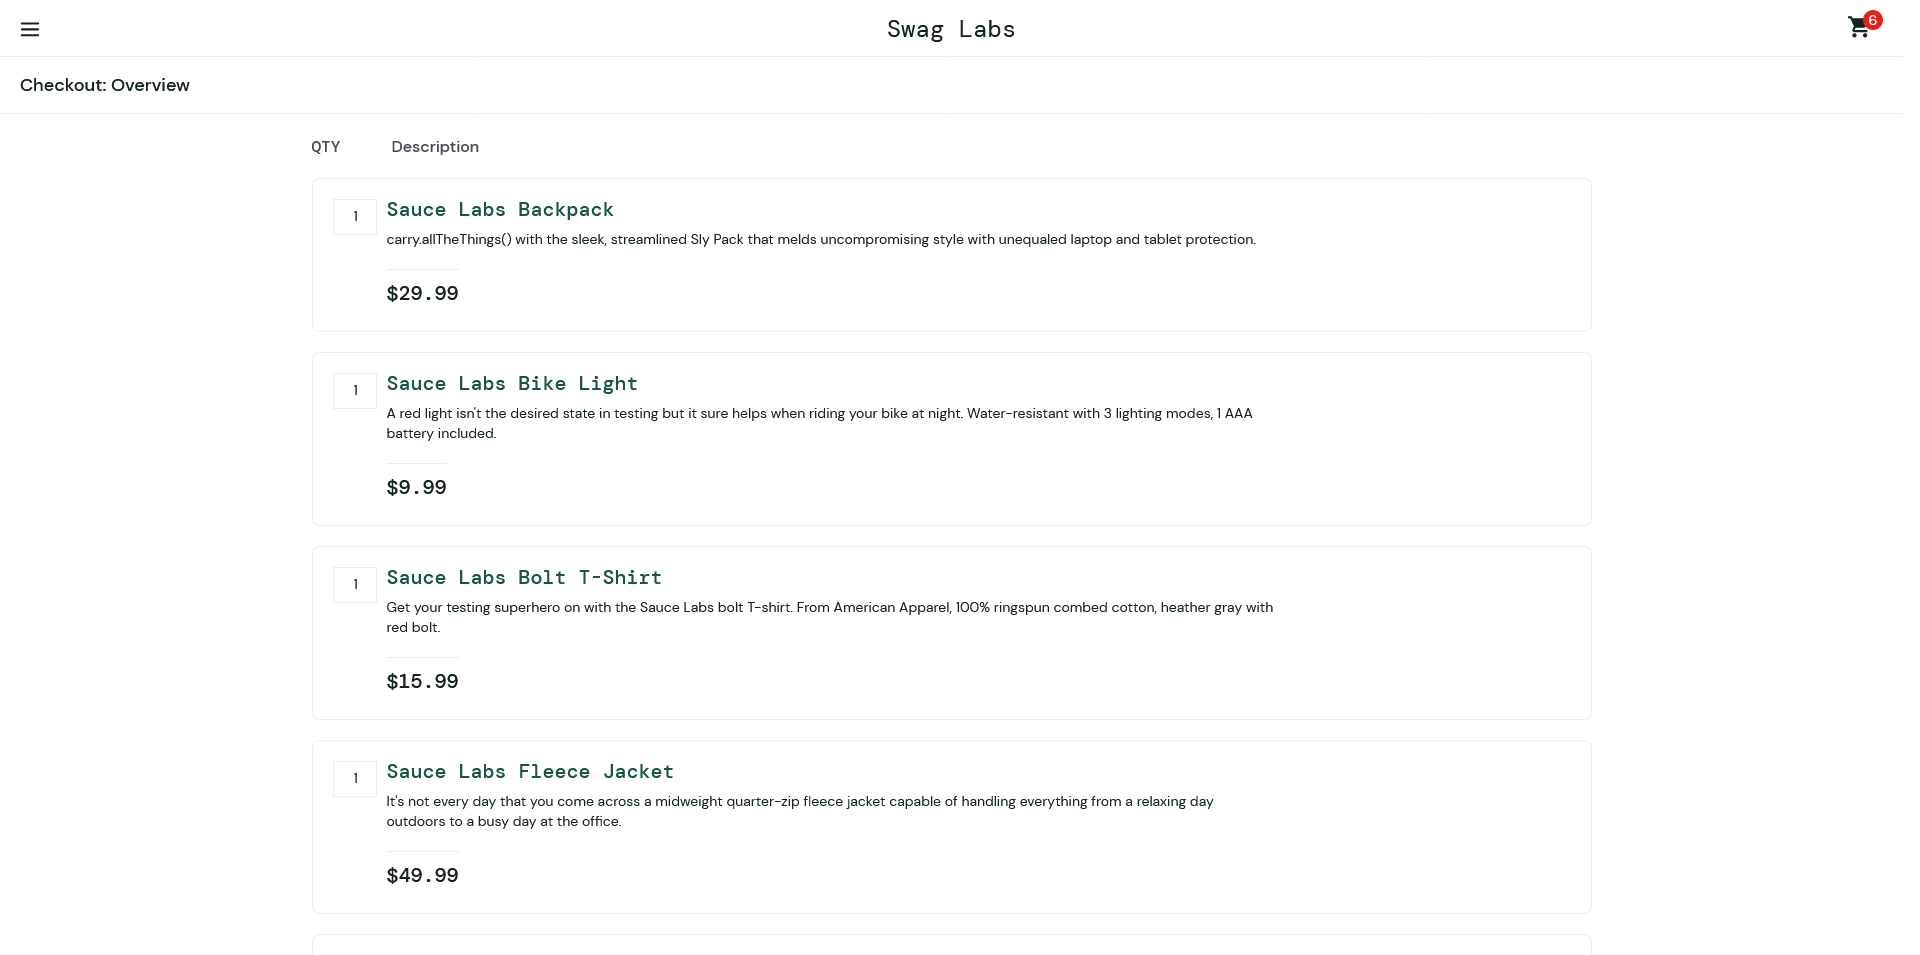 Swag Labs
6
Checkout: Overview
QTY
Description
1
Sauce Labs Backpack
carry.allTheThings() with the sleek, streamlined Sly Pack that melds uncompromising style with unequaled laptop and tablet protection.
$29.99
1
Sauce Labs Bike Light
A red light isn't the desired state in testing but it sure helps when riding your bike at night. Water-resistant with 3 lighting modes, 1 AAA
battery included.
$9.99
1
Sauce Labs Bolt T-Shirt
Get your testing superhero on with the Sauce Labs bolt T-shirt. From American Apparel, 100% ringspun combed cotton, heather gray with
red bolt.
$15.99
1
Sauce Labs Fleece Jacket
It's not every day that you come across a midweight quarter-zip fleece jacket capable of handling everything from a relaxing day
outdoors to a busy day at the office.
$49.99